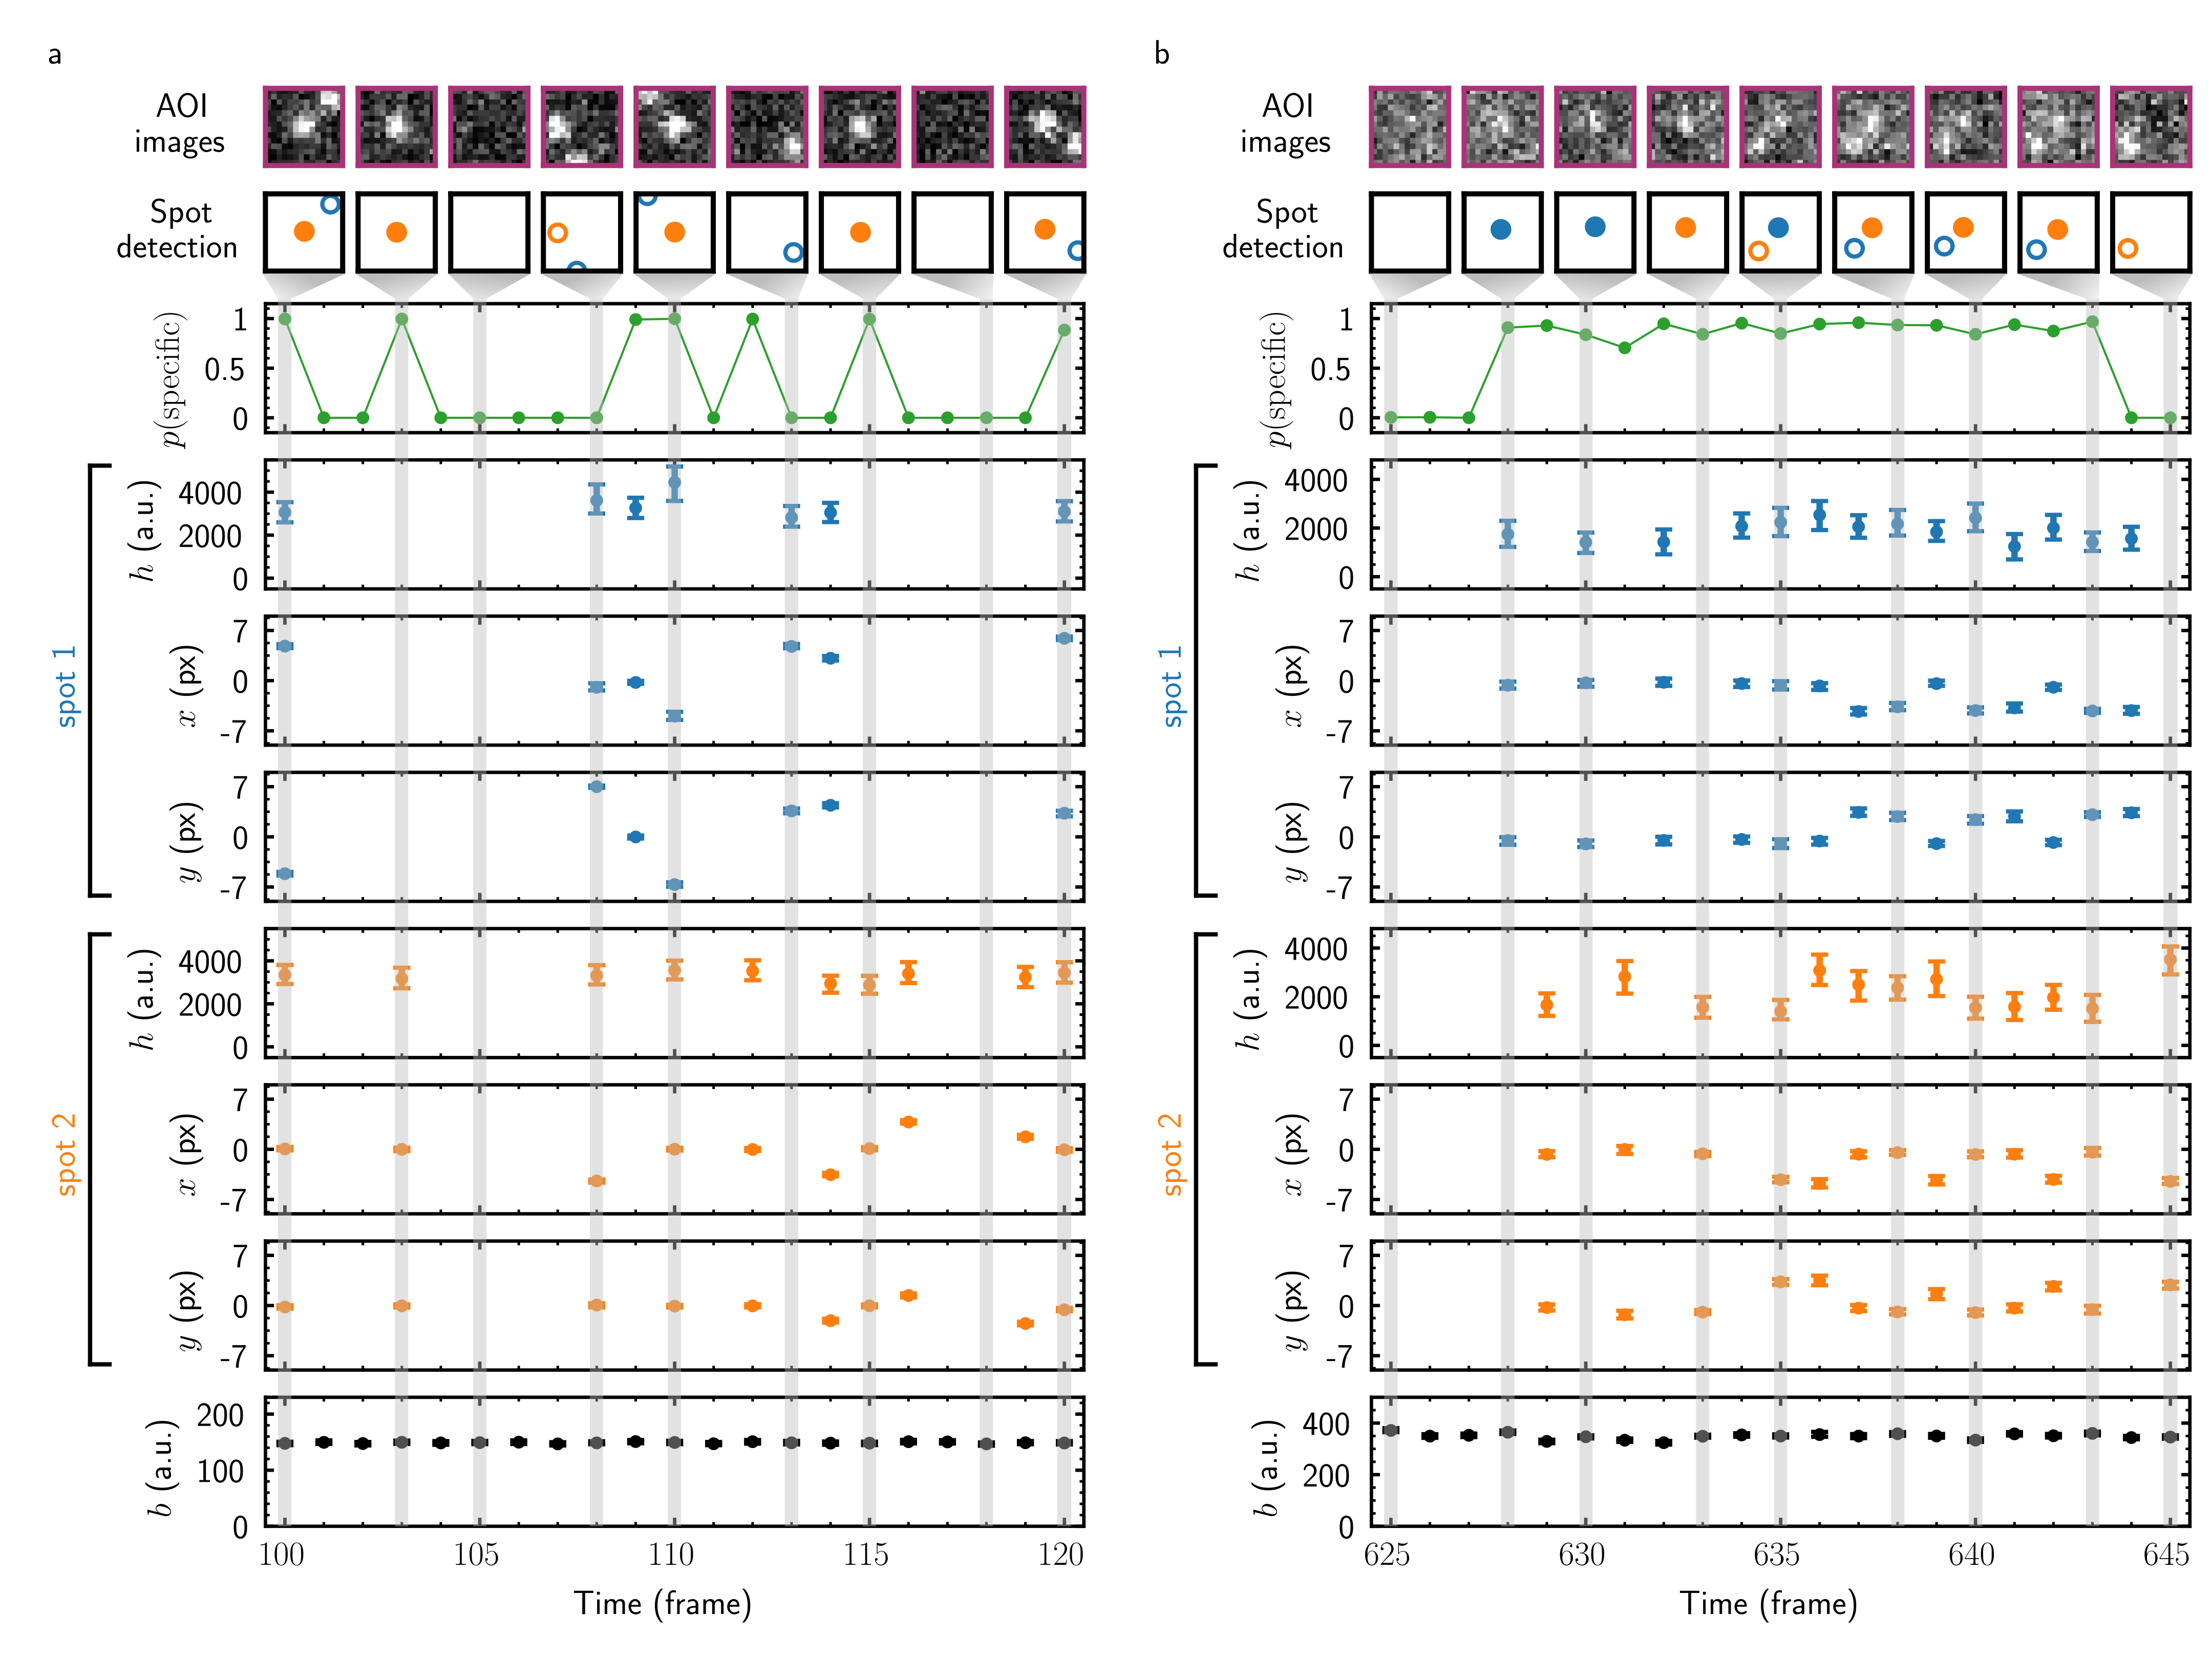 a
AOI
images
Spot
detection
p(specific)
1
0.5
0
spot 1
h (a.u.)
4000
2000
0
x (px)
7
0
-7
y (px)
7
0
-7
spot 2
h (a.u.)
4000
2000
0
x (px)
7
0
-7
y (px)
7
0
-7
b (a.u.)
200
100
0
100 105 110 115 120
Time (frame)
b
AOI
images
Spot
detection
p(specific)
1
0.5
0
spot 1
h (a.u.)
4000
2000
0
x (px)
7
0
-7
y (px)
7
0
-7
spot 2
h (a.u.)
4000
2000
0
x (px)
7
0
-7
y (px)
7
0
-7
b (a.u.)
400
200
0
625 630 635 640 645
Time (frame)